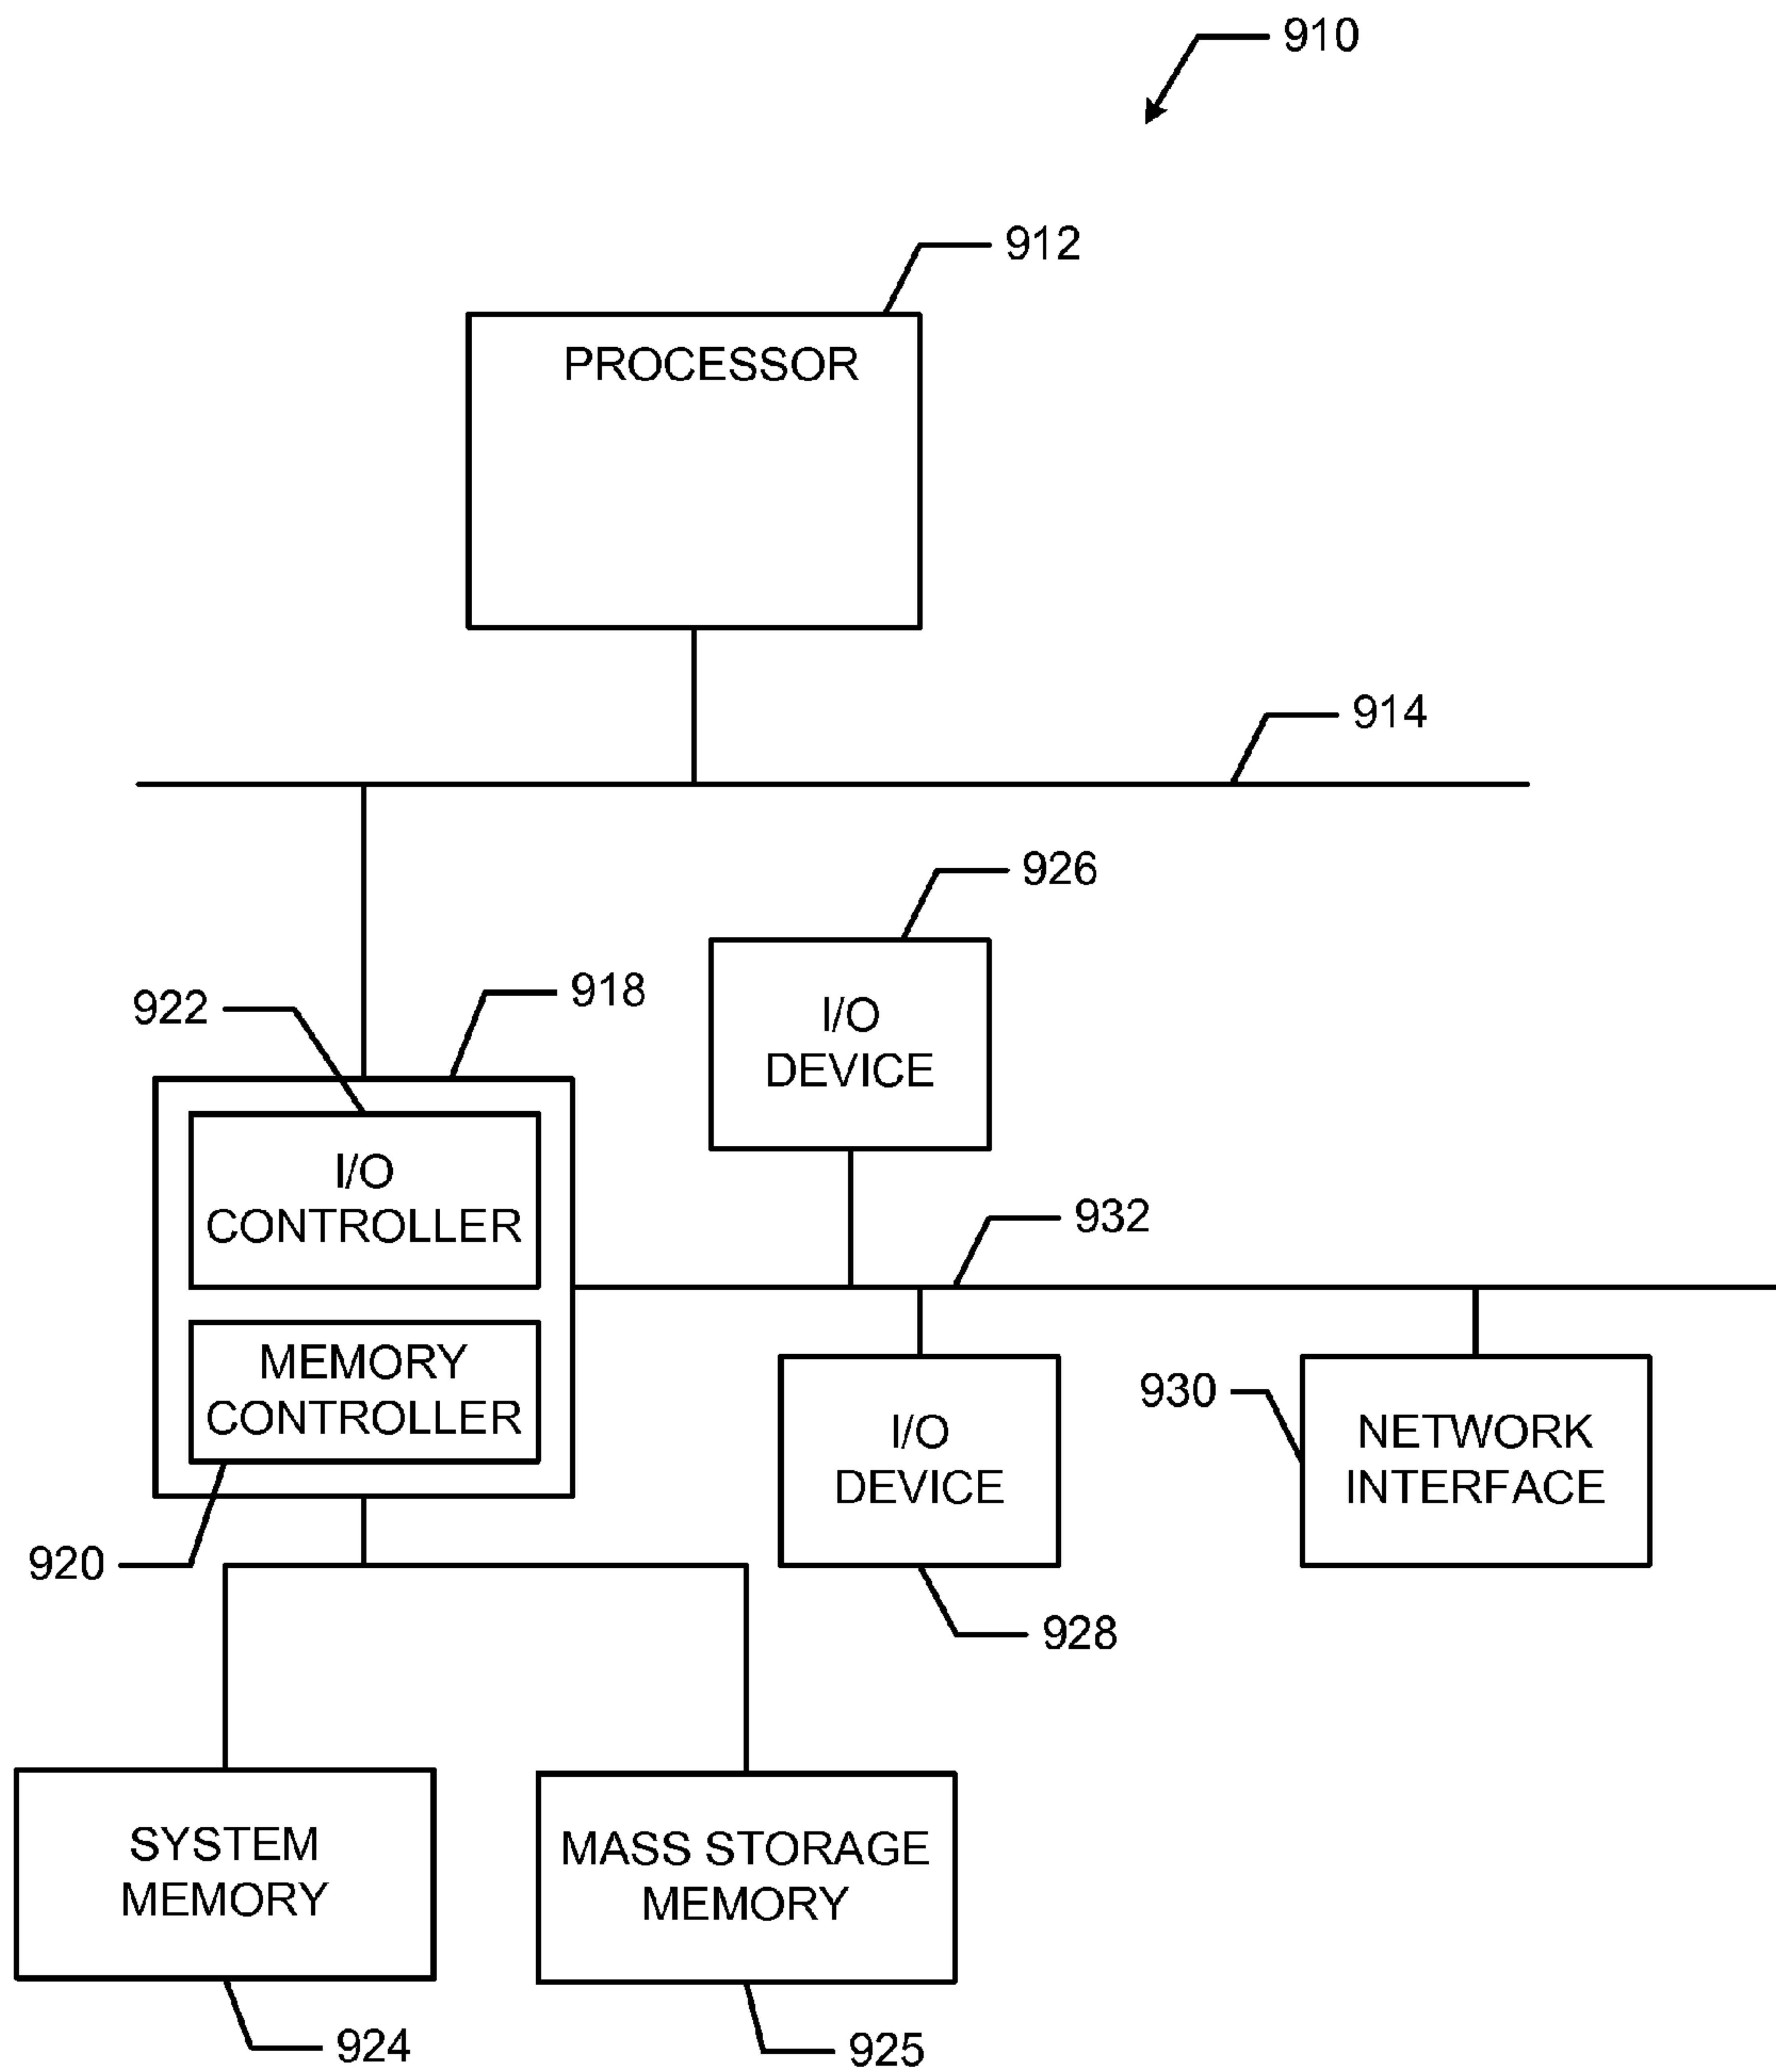 910
912
PROCESSOR
914
926
922
918
I/O
DEVICE
I/O
CONTROLLER
932
MEMORY
CONTROLLER
I/O
DEVICE
930
NETWORK
INTERFACE
920
928
SYSTEM
MEMORY
MASS STORAGE
MEMORY
924
925